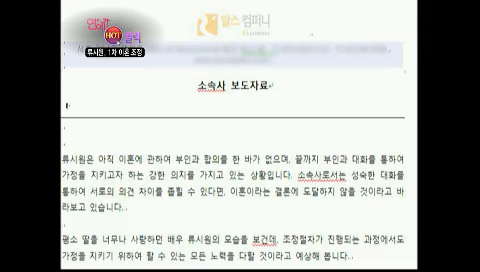 연예가
HOT 클릭
류시원, 1차 이혼 조정
알스 컴퍼니
소속사 보도자료
류시원은 아직 이혼에 관하여 부인과 합의를 한 바가 없으며, 끝까지 부인과 대화를 통하여
가정을 지키고자 하는 강한 의지를 가지고 있는 상황입니다. 소속사로서는 성숙한 대화를
통하여 서로의 의견 차이를 좁힐 수 있다면, 이혼이라는 결론에 도달하지 않을 것이라고 바
라보고 있습니다.
평소 딸을 너무나 사랑하던 배우 류시원의 모습을 보건데, 조정절차가 진행되는 과정에서도
가정을 지키기 위하여 할 수 있는 모든 노력을 다할 것이라고 예상해 봅니다.